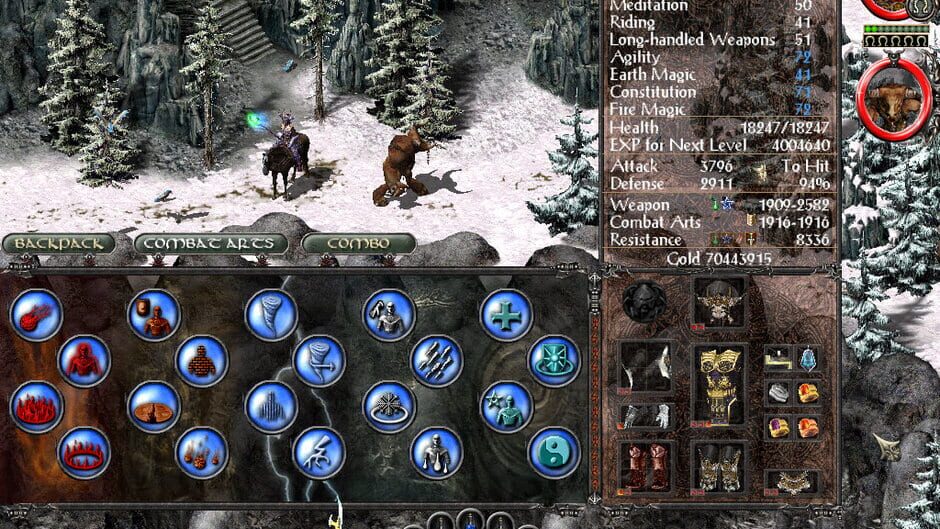 Meditation 50
Riding 41
Long-handled Weapons 51
Agility 72
Earth Magic 41
Constitution 71
Fire Magic 72
Health 18247/18247
EXP for Next Level 4004640
Attack 3796 To Hit
Defense 2911 94%
Weapon 1909-2582
Combat Arts 1916-1916
Resistance 8336
Gold 70443915
BACKPACK COMBAT ARTS COMBO